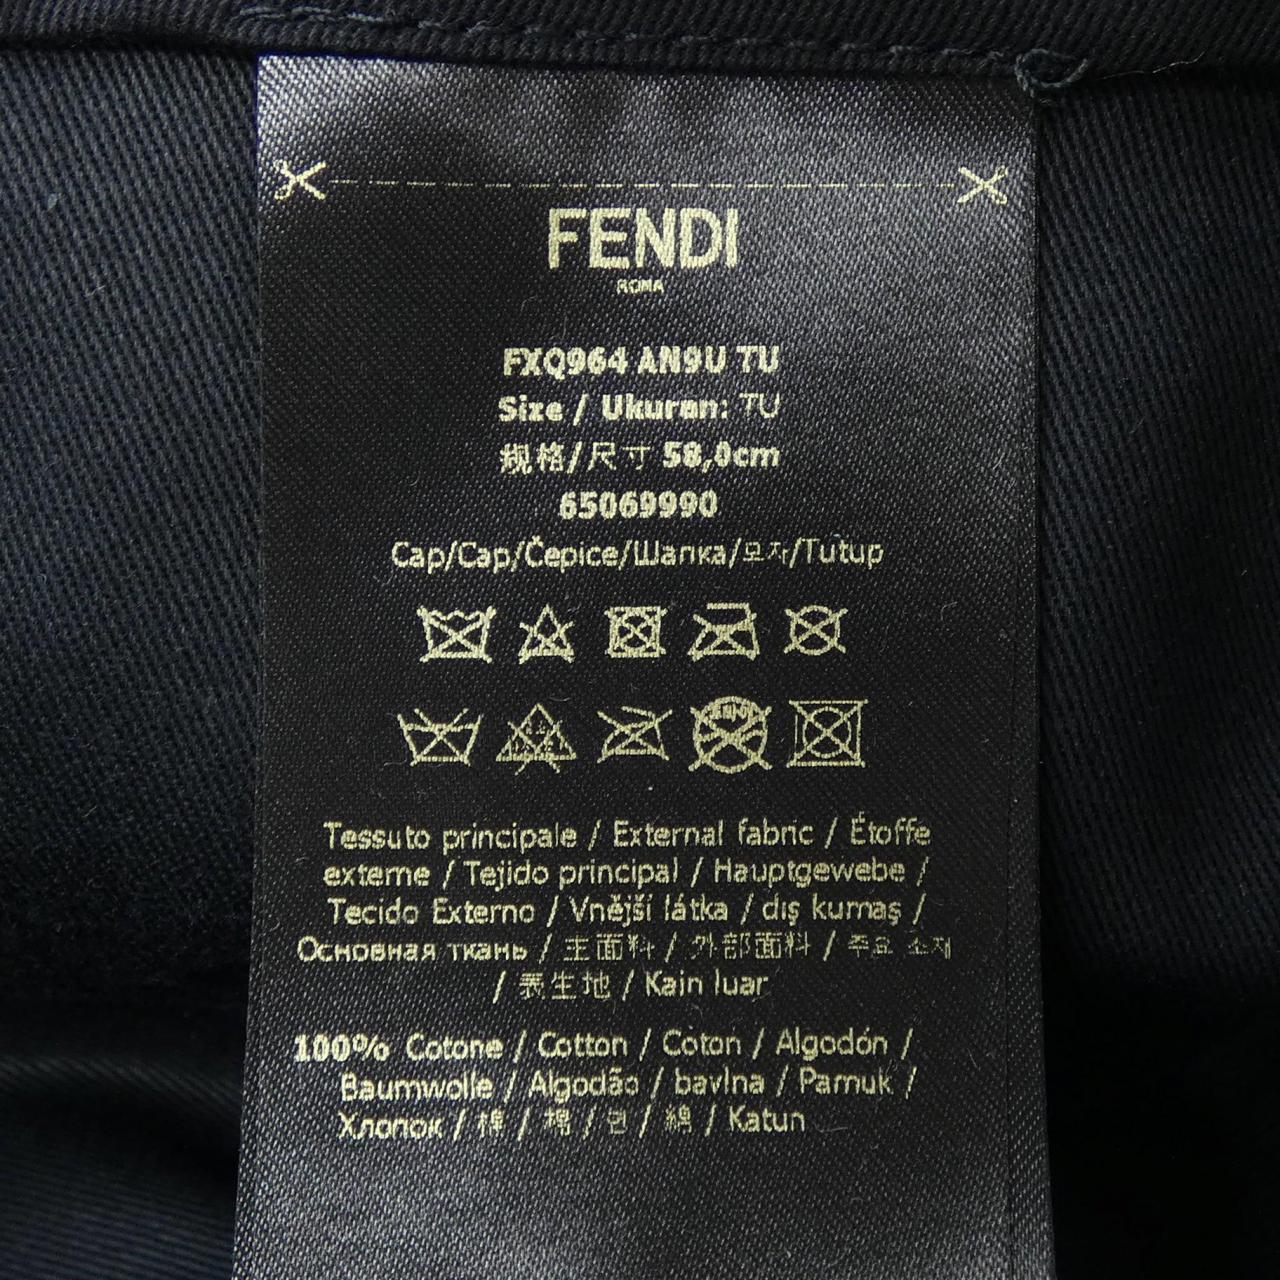 FENDI
ROMA
FXQ964 AN9U TU
Size / Ukuran: TU
规格/尺寸 58,0cm
65069990
Cap/Cap/Čepice/Шапка/모자/Tutup
Tessuto principale / External fabric / Étoffe
externe / Tejido principal / Hauptgewebe /
Tecido Externo / Vnější látka / dış kumaş /
Основная ткань / 主面料 / 外部面料 / 주요 소재
/ 表生地 / Kain luar
100% Cotone / Cotton / Coton / Algodón /
Baumwolle / Algodão / bavlna / Pamuk /
Хлопок / 棉 / 棉 / 면 / 綿 / Katun